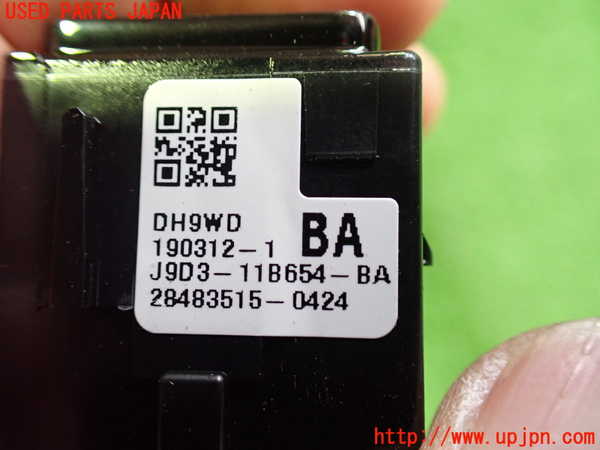 USED PARTS JAPAN
DH9WD
190312-1 BA
J9D3-11B654-BA
28483515-0424
http://www.upjpn.com